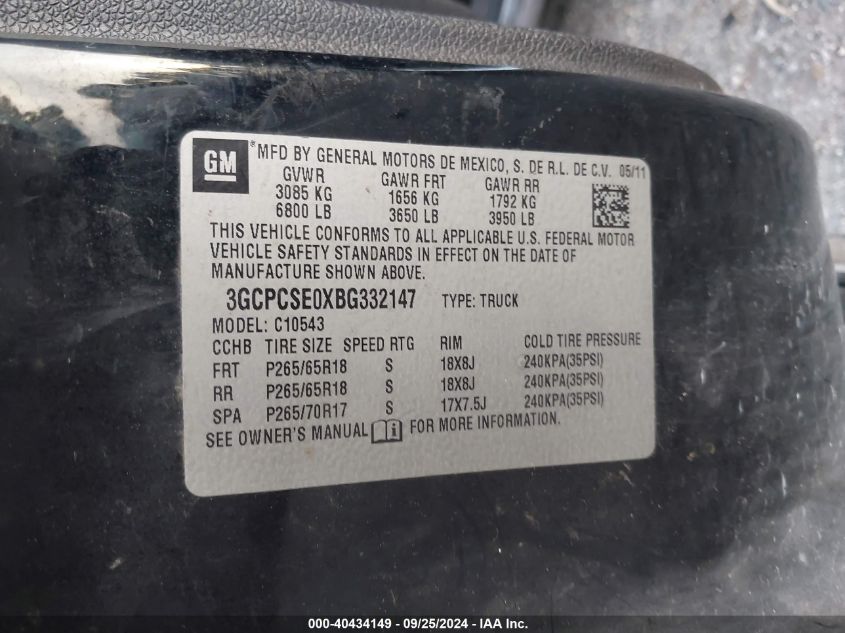 GM ® MFD BY GENERAL MOTORS DE MEXICO, S. DE R.L. DE C.V. 05/11
GVWR GAWR FRT GAWR RR
3085 KG 1656 KG 1792 KG
6800 LB 3650 LB 3950 LB
THIS VEHICLE CONFORMS TO ALL APPLICABLE U.S. FEDERAL MOTOR
VEHICLE SAFETY STANDARDS IN EFFECT ON THE DATE OF
MANUFACTURE SHOWN ABOVE.
3GCPCSE0XBG332147 TYPE: TRUCK
MODEL: C10543
CCHB TIRE SIZE SPEED RTG RIM COLD TIRE PRESSURE
FRT P265/65R18 S 18X8J 240KPA(35PSI)
RR P265/65R18 S 18X8J 240KPA(35PSI)
SPA P265/70R17 S 17X7.5J 240KPA(35PSI)
SEE OWNER'S MANUAL i FOR MORE INFORMATION.
000-40434149 - 09/25/2024 - IAA Inc.